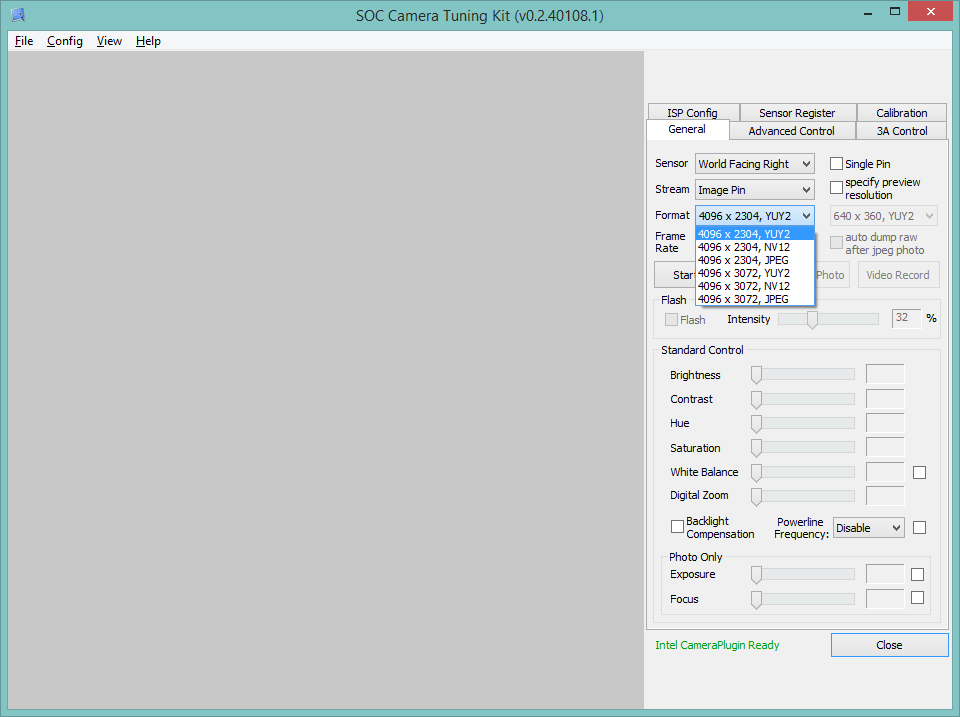 SOC Camera Tuning Kit (v0.2.40108.1)
File Config View Help
ISP Config Sensor Register Calibration
General Advanced Control 3A Control
Sensor World Facing Right Single Pin
Stream Image Pin specify preview resolution
Format 4096 x 2304, YUY2 640 x 360, YUY2
Frame Rate
4096 x 2304, YUY2
4096 x 2304, NV12
4096 x 2304, JPEG
4096 x 3072, YUY2
4096 x 3072, NV12
4096 x 3072, JPEG
auto dump raw after jpeg photo
Start Photo Video Record
Flash
Flash Intensity 32 %
Standard Control
Brightness
Contrast
Hue
Saturation
White Balance
Digital Zoom
Backlight Compensation
Powerline Frequency: Disable
Photo Only
Exposure
Focus
Intel CameraPlugin Ready
Close